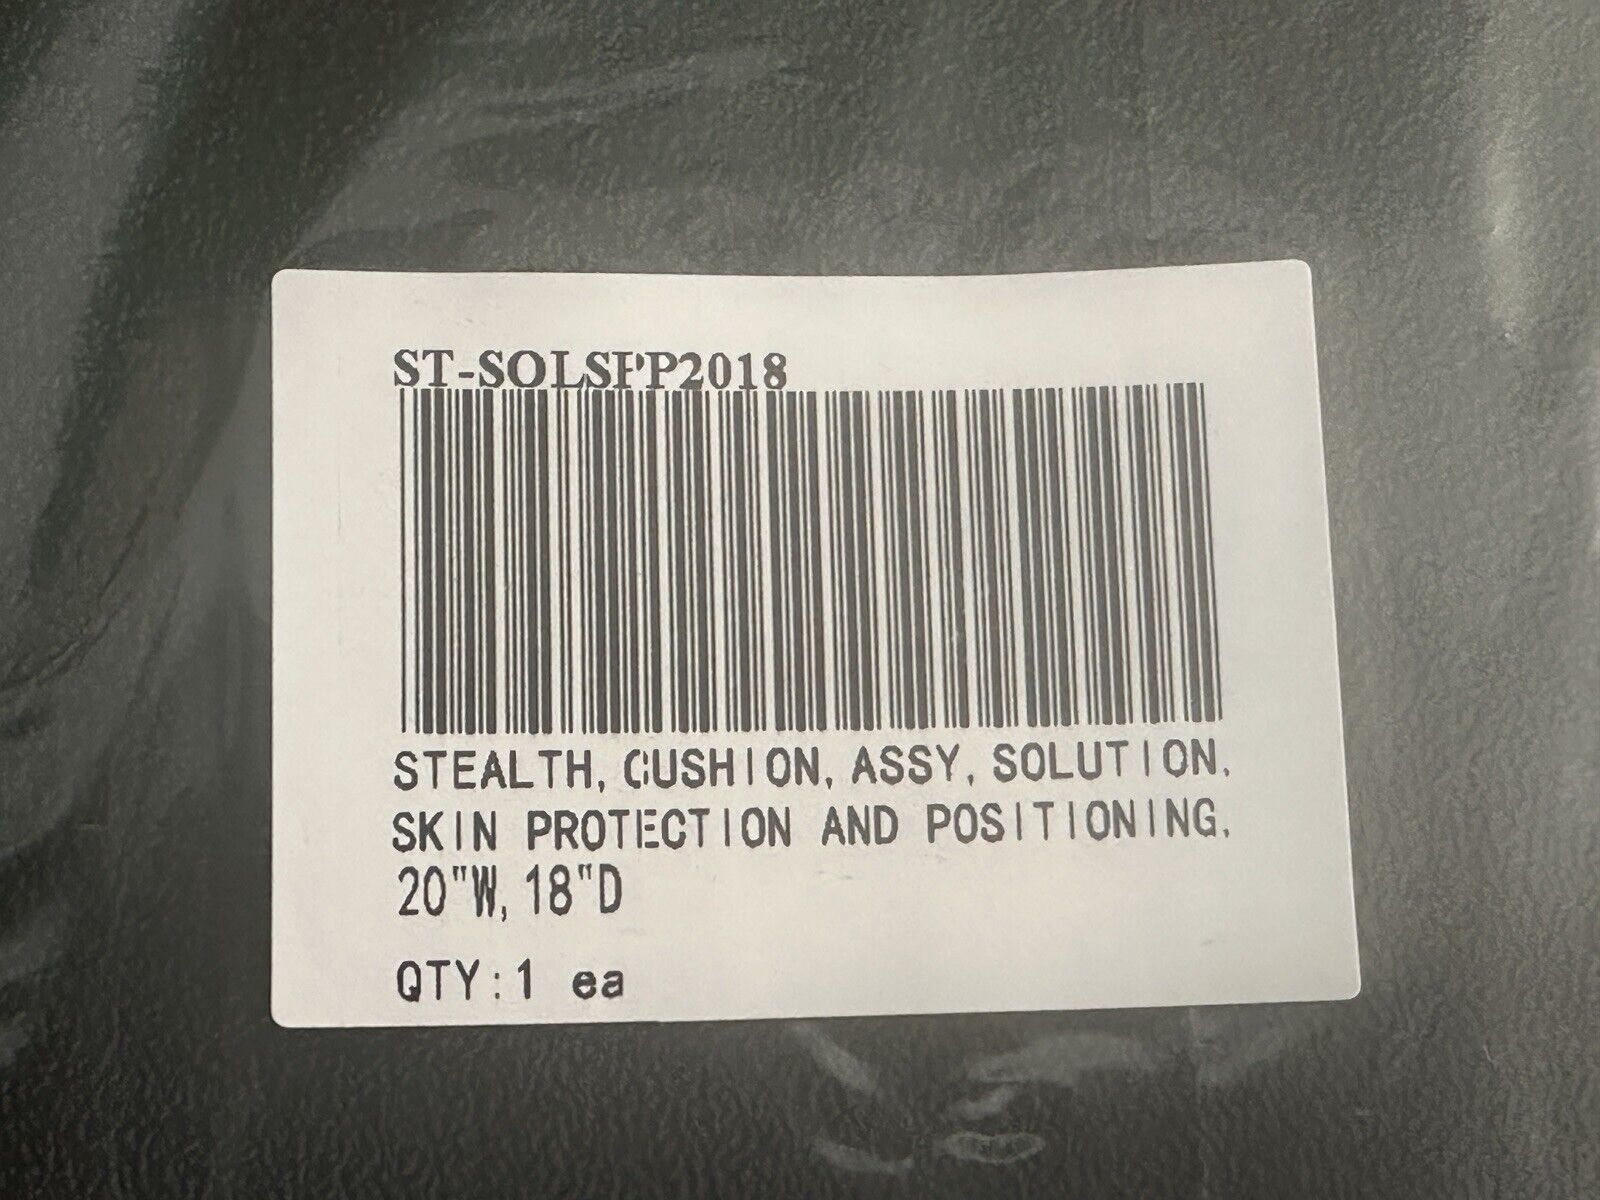 ST-SOLSPP2018
STEALTH, CUSHION, ASSY, SOLUTION,
SKIN PROTECTION AND POSITIONING,
20"W, 18"D
QTY:1 ea